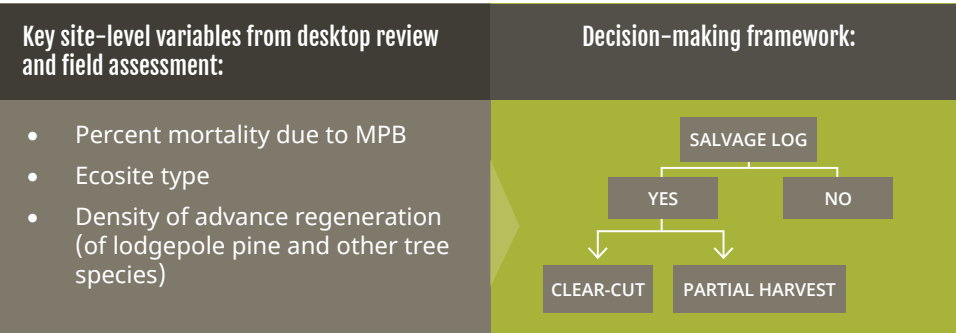 Key site-level variables from desktop review
and field assessment:
Decision-making framework:
• Percent mortality due to MPB
• Ecosite type
• Density of advance regeneration
(of lodgepole pine and other tree
species)
SALVAGE LOG
YES
NO
CLEAR-CUT
PARTIAL HARVEST